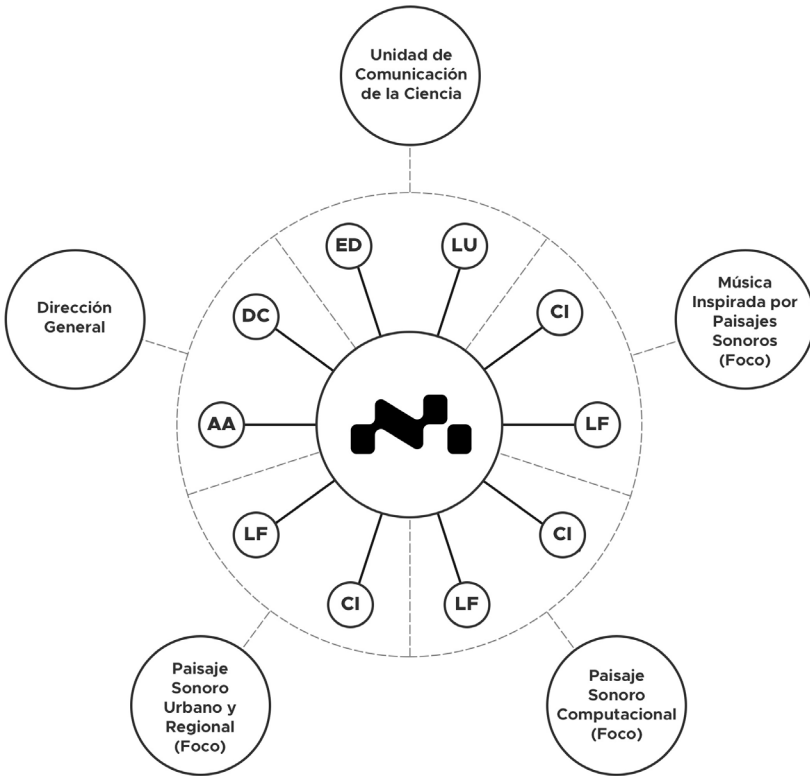 Unidad de
Comunicación
de la Ciencia
ED
LU
DC
CI
Dirección
General
Música
Inspirada por
Paisajes
Sonoros
(Foco)
AA
LF
LF
CI
CI
LF
Paisaje
Sonoro
Urbano y
Regional
(Foco)
Paisaje
Sonoro
Computacional
(Foco)